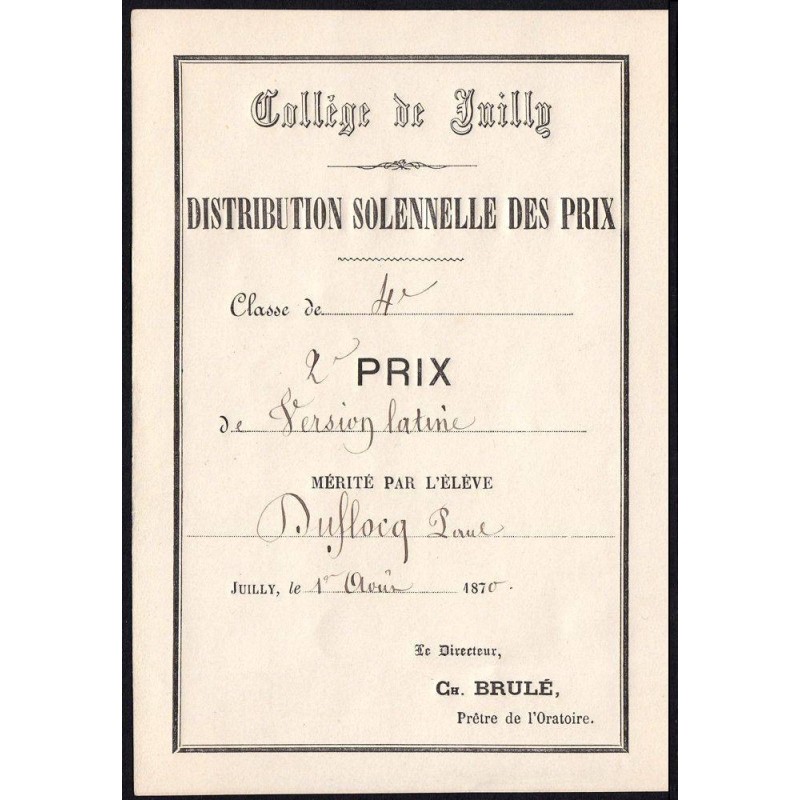 Collège de Juilly
DISTRIBUTION SOLENNELLE DES PRIX
Classe de 4e
2e PRIX
de Version latine
MÉRITÉ PAR L'ÉLÈVE
Duflocq Paul
JUILLY, le 1er Août 1870.
Le Directeur,
CH. BRULÉ,
Prêtre de l'Oratoire.